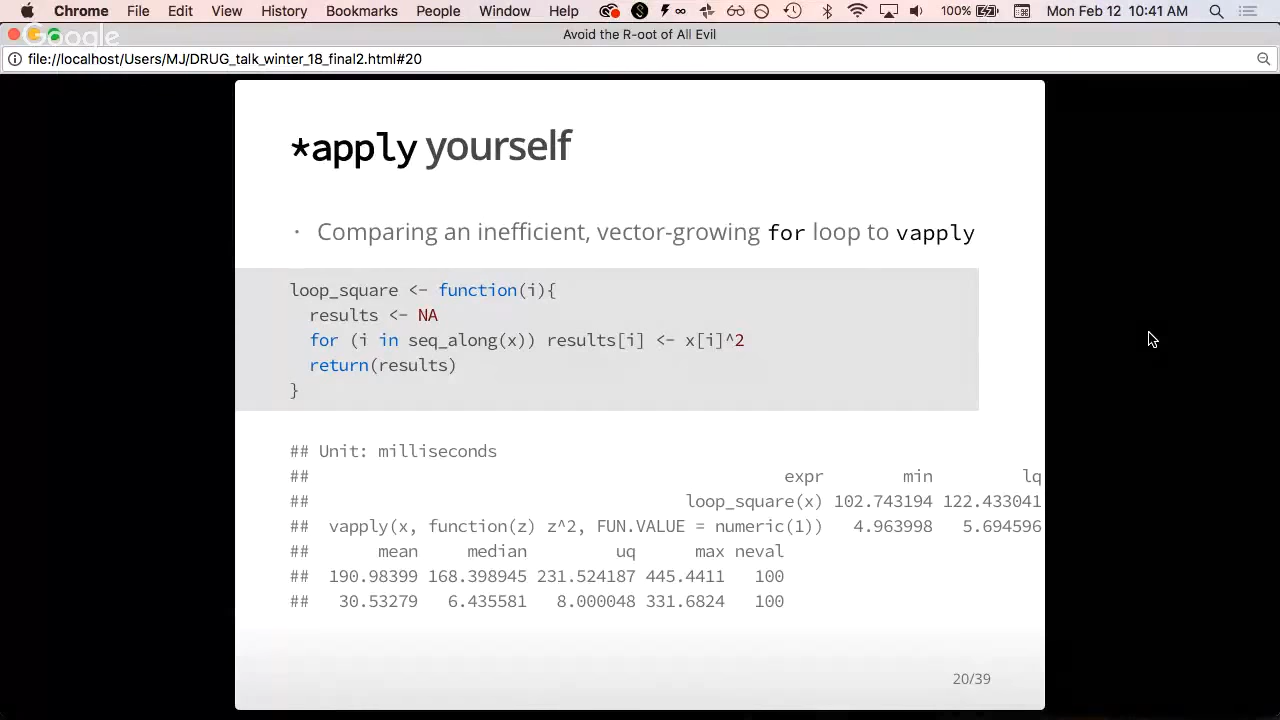 Chrome File Edit View History Bookmarks People Window Help 100% Mon Feb 12 10:41 AM
Google
Avoid the R-oot of All Evil
file://localhost/Users/MJ/DRUG_talk_winter_18_final2.html#20
*apply yourself
· Comparing an inefficient, vector-growing for loop to vapply
loop_square <- function(i){
  results <- NA
  for (i in seq_along(x)) results[i] <- x[i]^2
  return(results)
}
## Unit: milliseconds
##                                                 expr        min         lq
##                                       loop_square(x) 102.743194 122.433041
##  vapply(x, function(z) z^2, FUN.VALUE = numeric(1))   4.963998   5.694596
##       mean     median         uq      max neval
##  190.98399 168.398945 231.524187 445.4411   100
##   30.53279   6.435581   8.000048 331.6824   100
20/39